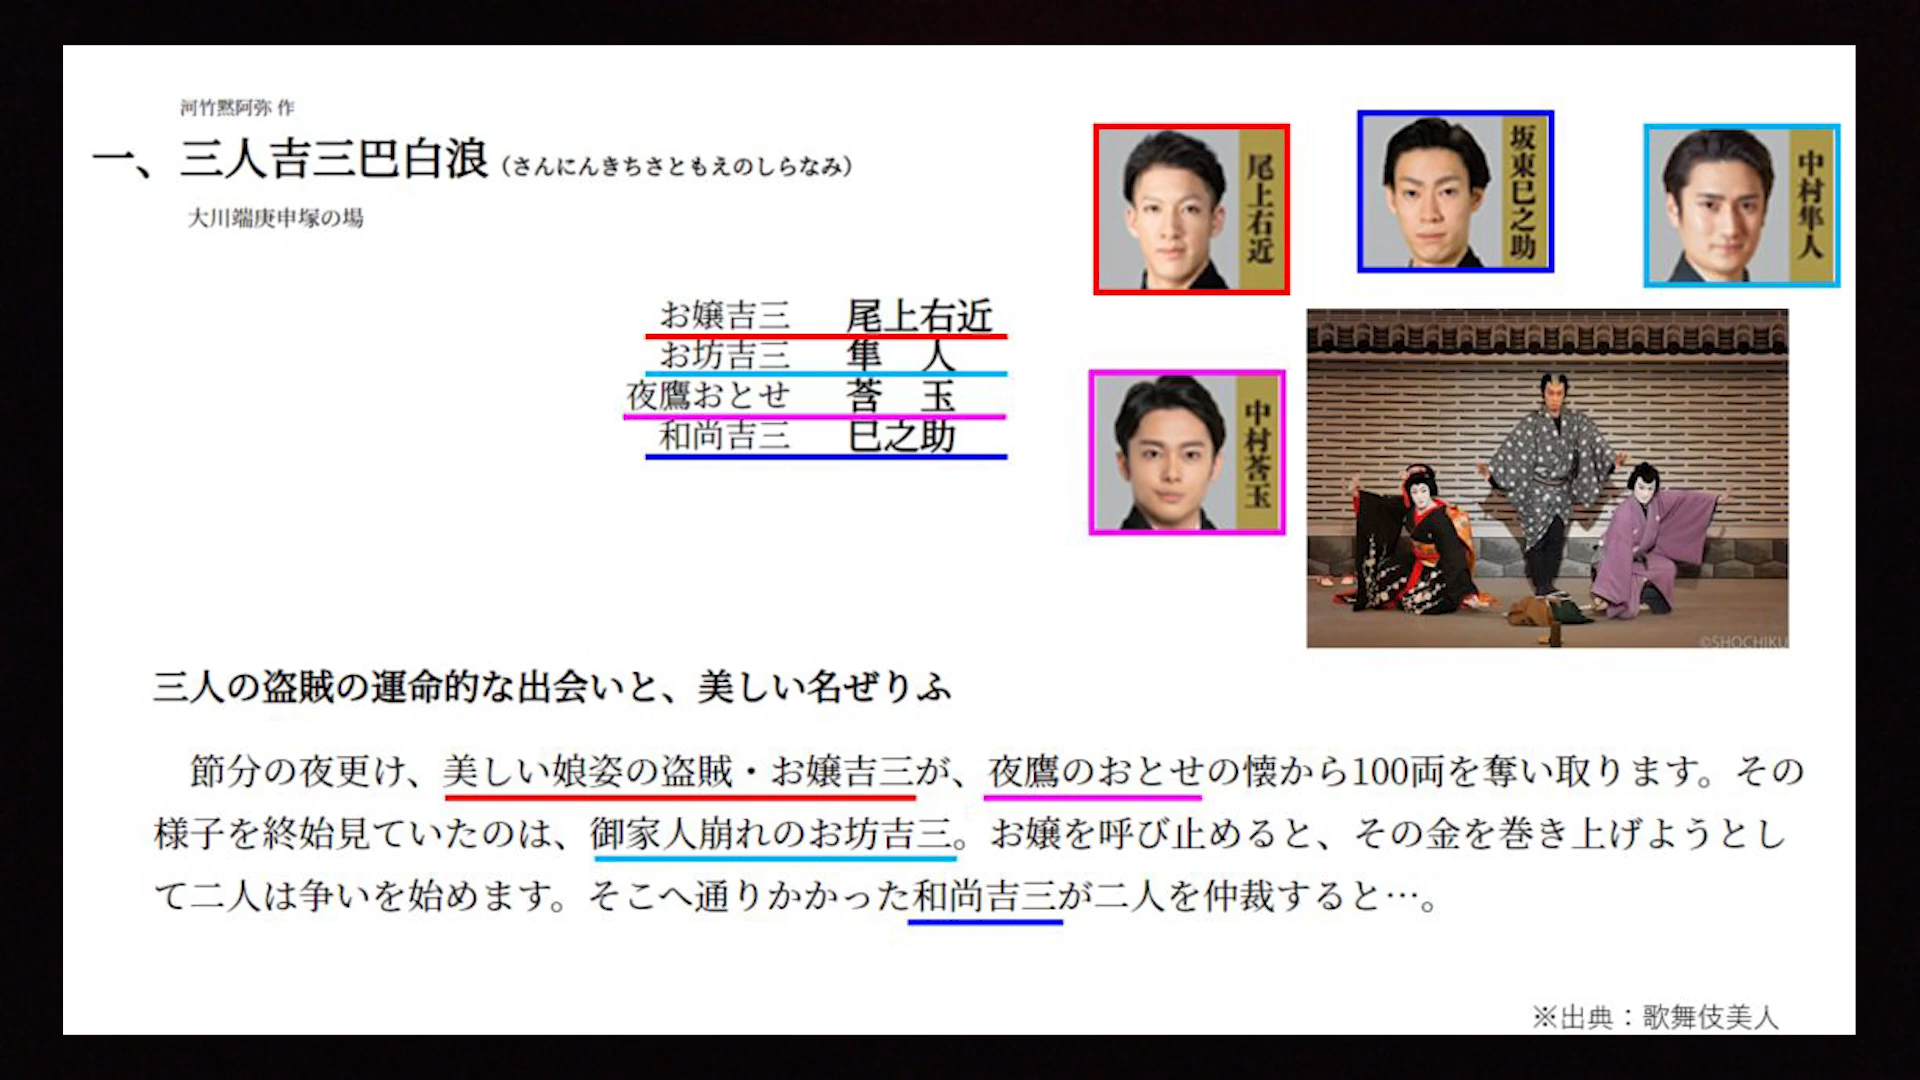 河竹黙阿弥 作
一、三人吉三巴白浪（さんにんきちさともえのしらなみ）
大川端庚申塚の場
お嬢吉三 尾上右近
お坊吉三 隼 人
夜鷹おとせ 莟 玉
和尚吉三 巳之助
尾上右近
坂東巳之助
中村隼人
中村莟玉
©SHOCHIKU
三人の盗賊の運命的な出会いと、美しい名ぜりふ
節分の夜更け、美しい娘姿の盗賊・お嬢吉三が、夜鷹のおとせの懐から100両を奪い取ります。その
様子を終始見ていたのは、御家人崩れのお坊吉三。お嬢を呼び止めると、その金を巻き上げようとし
て二人は争いを始めます。そこへ通りかかった和尚吉三が二人を仲裁すると…。
※出典：歌舞伎美人